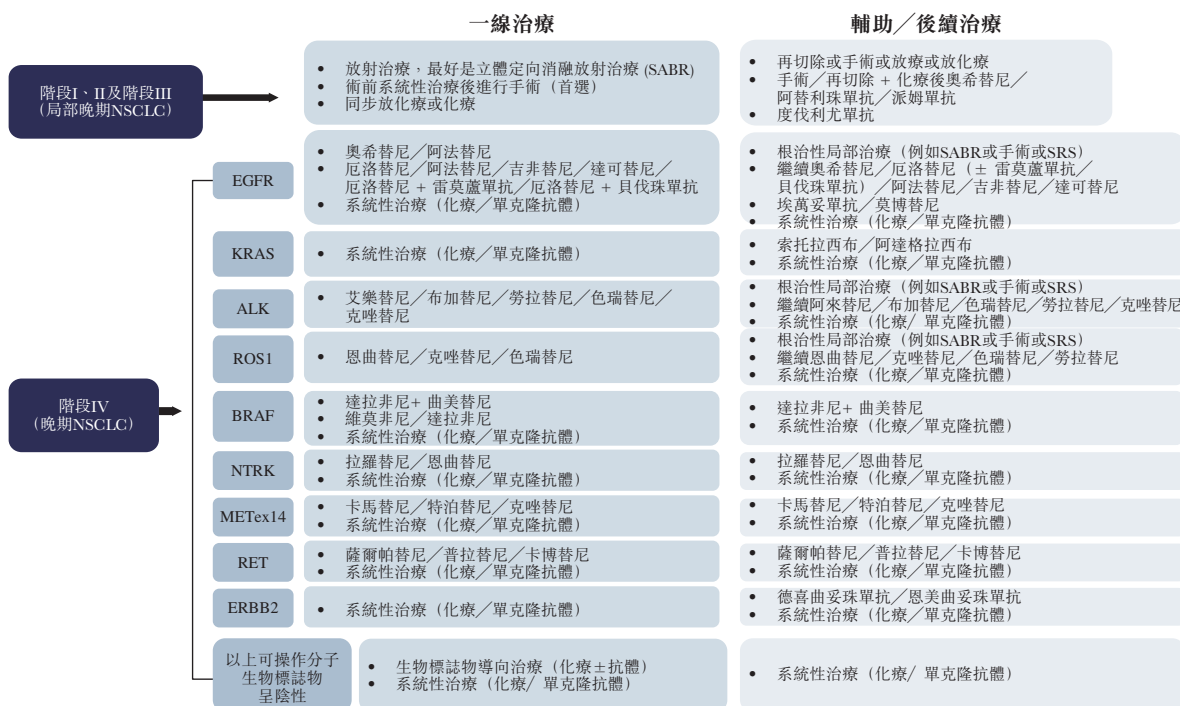 一線治療
輔助／後續治療
階段I、II及階段III
(局部晚期NSCLC)
• 放射治療，最好是立體定向消融放射治療 (SABR)
• 術前系統性治療後進行手術（首選）
• 同步放化療或化療
• 再切除或手術或放療或放化療
• 手術／再切除 + 化療後奧希替尼／
阿替利珠單抗／派姆單抗
• 度伐利尤單抗
階段IV
(晚期NSCLC)
EGFR
• 奧希替尼／阿法替尼
• 厄洛替尼／阿法替尼／吉非替尼／達可替尼／
厄洛替尼 + 雷莫蘆單抗／厄洛替尼 + 貝伐珠單抗
• 系統性治療（化療／單克隆抗體）
• 根治性局部治療（例如SABR或手術或SRS）
• 繼續奧希替尼／厄洛替尼（± 雷莫蘆單抗／
貝伐珠單抗）／阿法替尼／吉非替尼／達可替尼
• 埃萬妥單抗／莫博替尼
• 系統性治療（化療／單克隆抗體）
KRAS
• 系統性治療（化療／單克隆抗體）
• 索托拉西布／阿達格拉西布
• 系統性治療（化療／單克隆抗體）
ALK
• 艾樂替尼／布加替尼／勞拉替尼／色瑞替尼／
克唑替尼
• 根治性局部治療（例如SABR或手術或SRS）
• 繼續阿來替尼／布加替尼／色瑞替尼／勞拉替尼／克唑替尼
• 系統性治療（化療/ 單克隆抗體）
ROS1
• 恩曲替尼／克唑替尼／色瑞替尼
• 根治性局部治療（例如SABR或手術或SRS）
• 繼續恩曲替尼／克唑替尼／色瑞替尼／勞拉替尼
• 系統性治療（化療／單克隆抗體）
BRAF
• 達拉非尼+ 曲美替尼
• 維莫非尼／達拉非尼
• 系統性治療（化療／單克隆抗體）
• 達拉非尼+ 曲美替尼
• 系統性治療（化療／單克隆抗體）
NTRK
• 拉羅替尼／恩曲替尼
• 系統性治療（化療／單克隆抗體）
• 拉羅替尼／恩曲替尼
• 系統性治療（化療／單克隆抗體）
METex14
• 卡馬替尼／特泊替尼／克唑替尼
• 系統性治療（化療／單克隆抗體）
• 卡馬替尼／特泊替尼／克唑替尼
• 系統性治療（化療／單克隆抗體）
RET
• 薩爾帕替尼／普拉替尼／卡博替尼
• 系統性治療（化療／單克隆抗體）
• 薩爾帕替尼／普拉替尼／卡博替尼
• 系統性治療（化療／單克隆抗體）
ERBB2
• 系統性治療（化療／單克隆抗體）
• 德喜曲妥珠單抗／恩美曲妥珠單抗
• 系統性治療（化療／單克隆抗體）
以上可操作分子
生物標誌物
呈陰性
• 生物標誌物導向治療（化療±抗體）
• 系統性治療（化療/ 單克隆抗體）
• 系統性治療（化療／單克隆抗體）